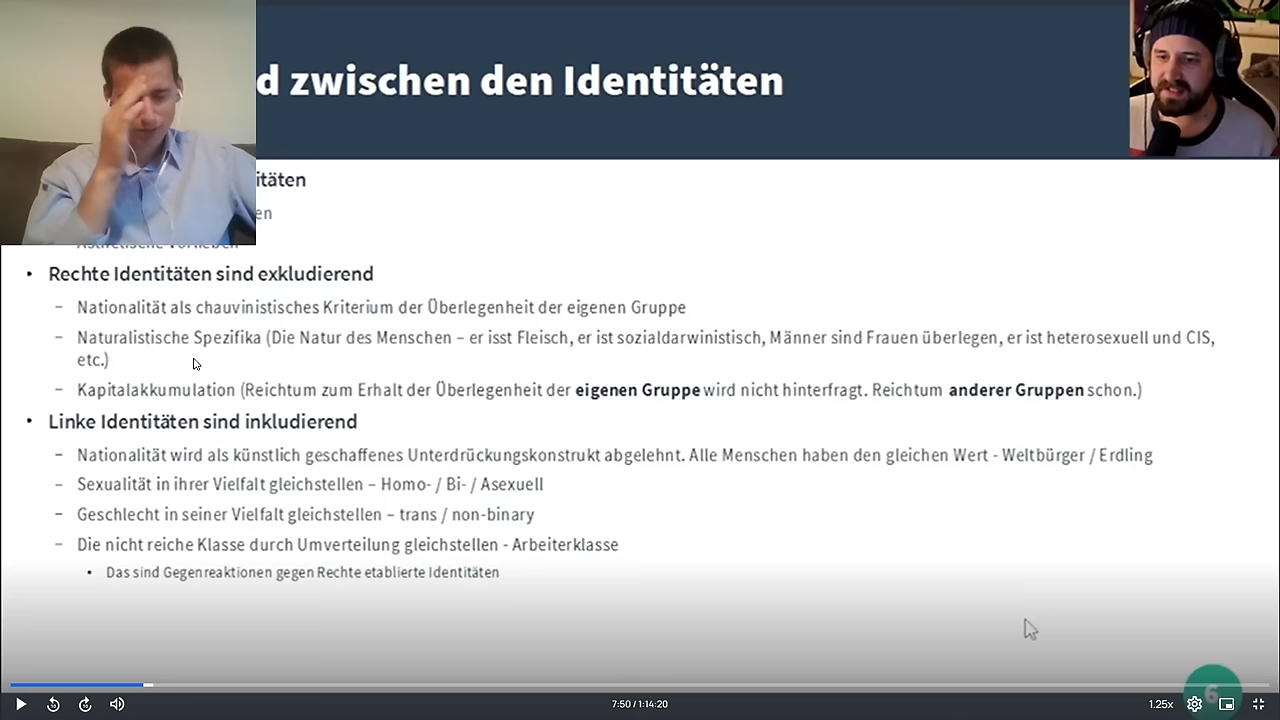 d zwischen den Identitäten
itäten
en
Ästhetische Vorlieben
• Rechte Identitäten sind exkludierend
– Nationalität als chauvinistisches Kriterium der Überlegenheit der eigenen Gruppe
– Naturalistische Spezifika (Die Natur des Menschen – er isst Fleisch, er ist sozialdarwinistisch, Männer sind Frauen überlegen, er ist heterosexuell und CIS,
etc.)
– Kapitalakkumulation (Reichtum zum Erhalt der Überlegenheit der eigenen Gruppe wird nicht hinterfragt. Reichtum anderer Gruppen schon.)
• Linke Identitäten sind inkludierend
– Nationalität wird als künstlich geschaffenes Unterdrückungskonstrukt abgelehnt. Alle Menschen haben den gleichen Wert - Weltbürger / Erdling
– Sexualität in ihrer Vielfalt gleichstellen – Homo- / Bi- / Asexuell
– Geschlecht in seiner Vielfalt gleichstellen – trans / non-binary
– Die nicht reiche Klasse durch Umverteilung gleichstellen - Arbeiterklasse
• Das sind Gegenreaktionen gegen Rechte etablierte Identitäten
6
7:50 / 1:14:20
1.25x